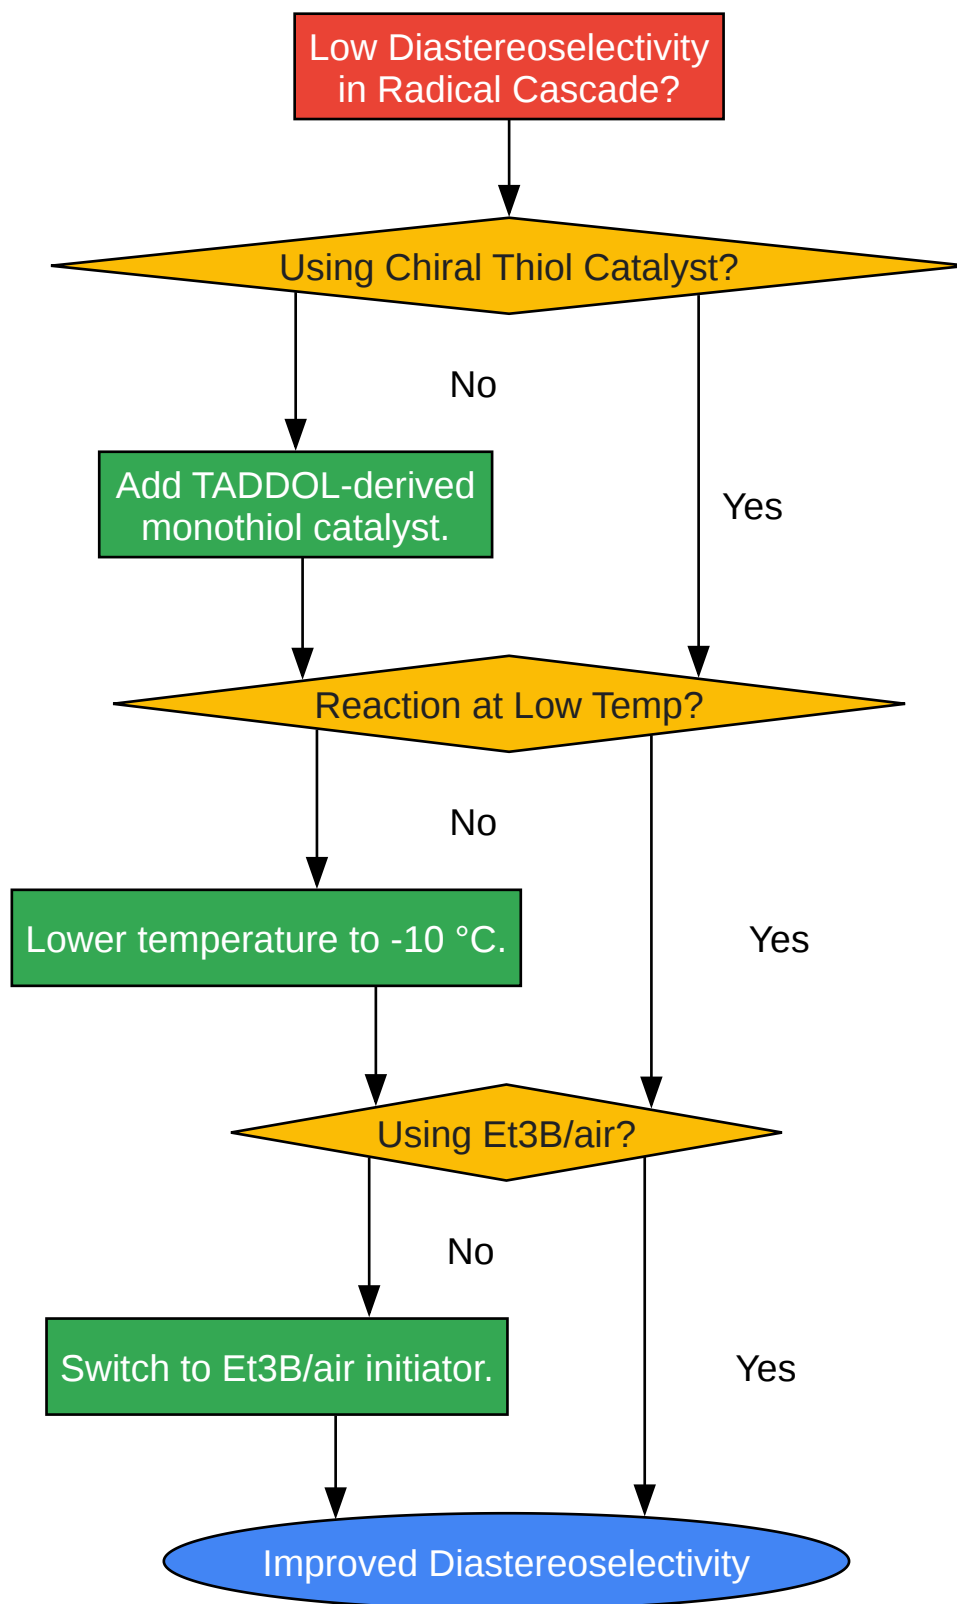 Low Diastereoselectivity
in Radical Cascade?
Using Chiral Thiol Catalyst?
No
Add TADDOL-derived
monothiol catalyst.
Yes
Reaction at Low Temp?
No
Lower temperature to -10 °C.
Yes
Using Et3B/air?
No
Switch to Et3B/air initiator.
Yes
Improved Diastereoselectivity